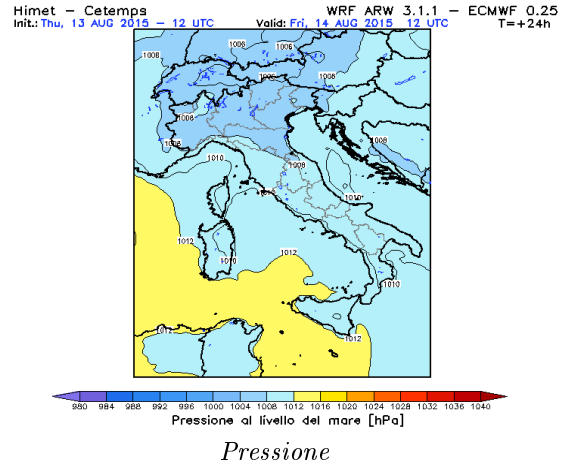 Himet – Cetemps WRF ARW 3.1.1 – ECMWF 0.25
Init.: Thu, 13 AUG 2015 – 12 UTC Valid: Fri, 14 AUG 2015 12 UTC T=+24h
1006
1008 1006
1006 1008
1006
1008 1008
1010 1008
1010 1010
1012 1012
1010 1010
1012 1012
980 984 988 992 996 1000 1004 1008 1012 1016 1020 1024 1028 1032 1036 1040
Pressione al livello del mare [hPa]
Pressione